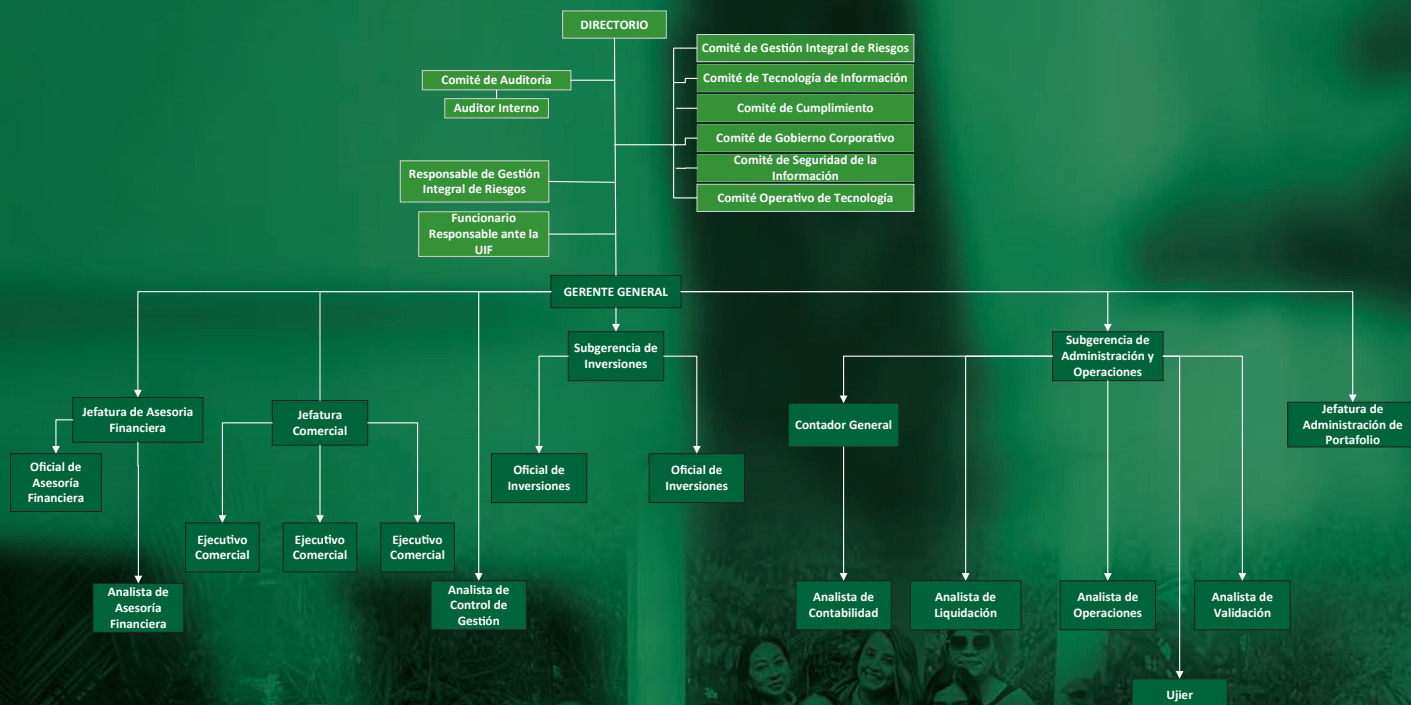 DIRECTORIO
Comité de Auditoria
Auditor Interno
Comité de Gestión Integral de Riesgos
Comité de Tecnología de Información
Comité de Cumplimiento
Comité de Gobierno Corporativo
Comité de Seguridad de la
Información
Comité Operativo de Tecnología
Responsable de Gestión
Integral de Riesgos
Funcionario
Responsable ante la
UIF
GERENTE GENERAL
Subgerencia de
Inversiones
Subgerencia de
Administración y
Operaciones
Jefatura de Asesoria
Financiera
Jefatura
Comercial
Contador General
Jefatura de
Administración de
Portafolio
Oficial de
Asesoría
Financiera
Oficial de
Inversiones
Oficial de
Inversiones
Ejecutivo
Comercial
Ejecutivo
Comercial
Ejecutivo
Comercial
Analista de
Asesoría
Financiera
Analista de
Control de
Gestión
Analista de
Contabilidad
Analista de
Liquidación
Analista de
Operaciones
Analista de
Validación
Ujier